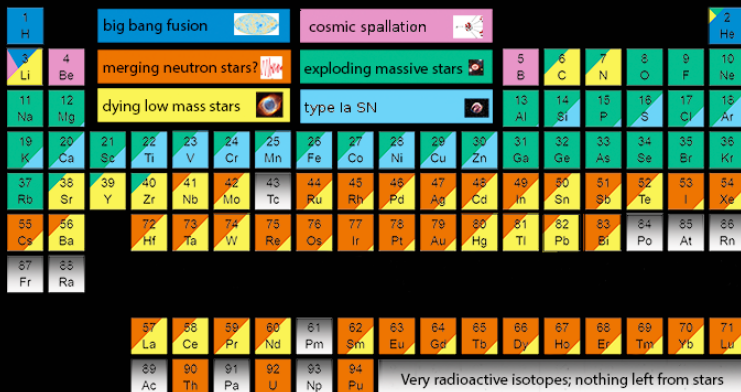 1 2
H big bang fusion cosmic spallation He
3 4 5 6 7 8 9 10
Li Be merging neutron stars? exploding massive stars B C N O F Ne
11 12 13 14 15 16 17 18
Na Mg dying low mass stars type Ia SN Al Si P S Cl Ar
19 20 21 22 23 24 25 26 27 28 29 30 31 32 33 34 35 36
K Ca Sc Ti V Cr Mn Fe Co Ni Cu Zn Ga Ge As Se Br Kr
37 38 39 40 41 42 43 44 45 46 47 48 49 50 51 52 53 54
Rb Sr Y Zr Nb Mo Tc Ru Rh Pd Ag Cd In Sn Sb Te I Xe
55 56 72 73 74 75 76 77 78 79 80 81 82 83 84 85 86
Cs Ba Hf Ta W Re Os Ir Pt Au Hg Tl Pb Bi Po At Rn
87 88
Fr Ra
57 58 59 60 61 62 63 64 65 66 67 68 69 70 71
La Ce Pr Nd Pm Sm Eu Gd Tb Dy Ho Er Tm Yb Lu
89 90 91 92 93 94
Ac Th Pa U Np Pu Very radioactive isotopes; nothing left from stars